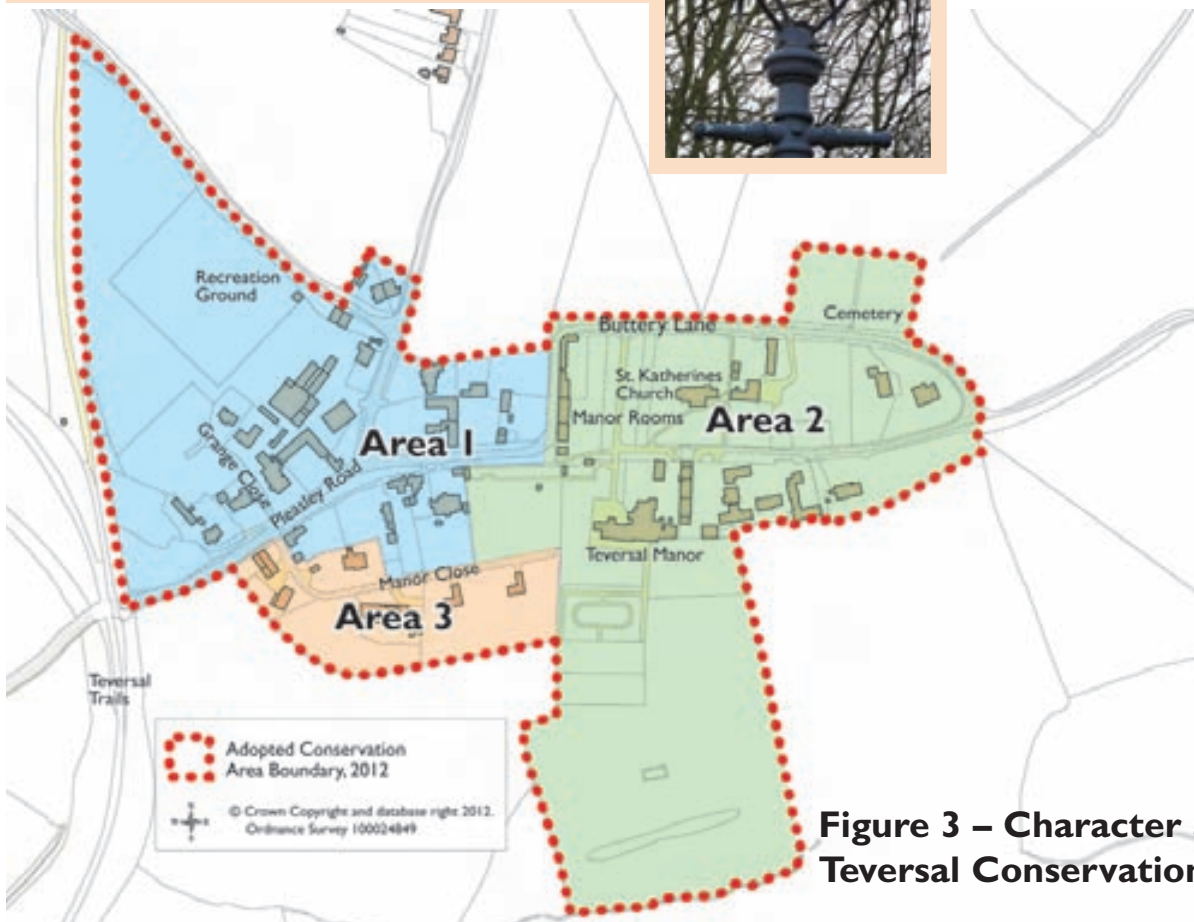 Recreation
Ground
Buttery Lane
Cemetery
St. Katherines
Church
Manor Rooms
Area 2
Area 1
Grange Close
Pleasley Road
Teversal Manor
Manor Close
Area 3
Teversal
Trails
Adopted Conservation
Area Boundary, 2012
N
© Crown Copyright and database right 2012.
Ordnance Survey 100024849
Figure 3 – Character
Teversal Conservation